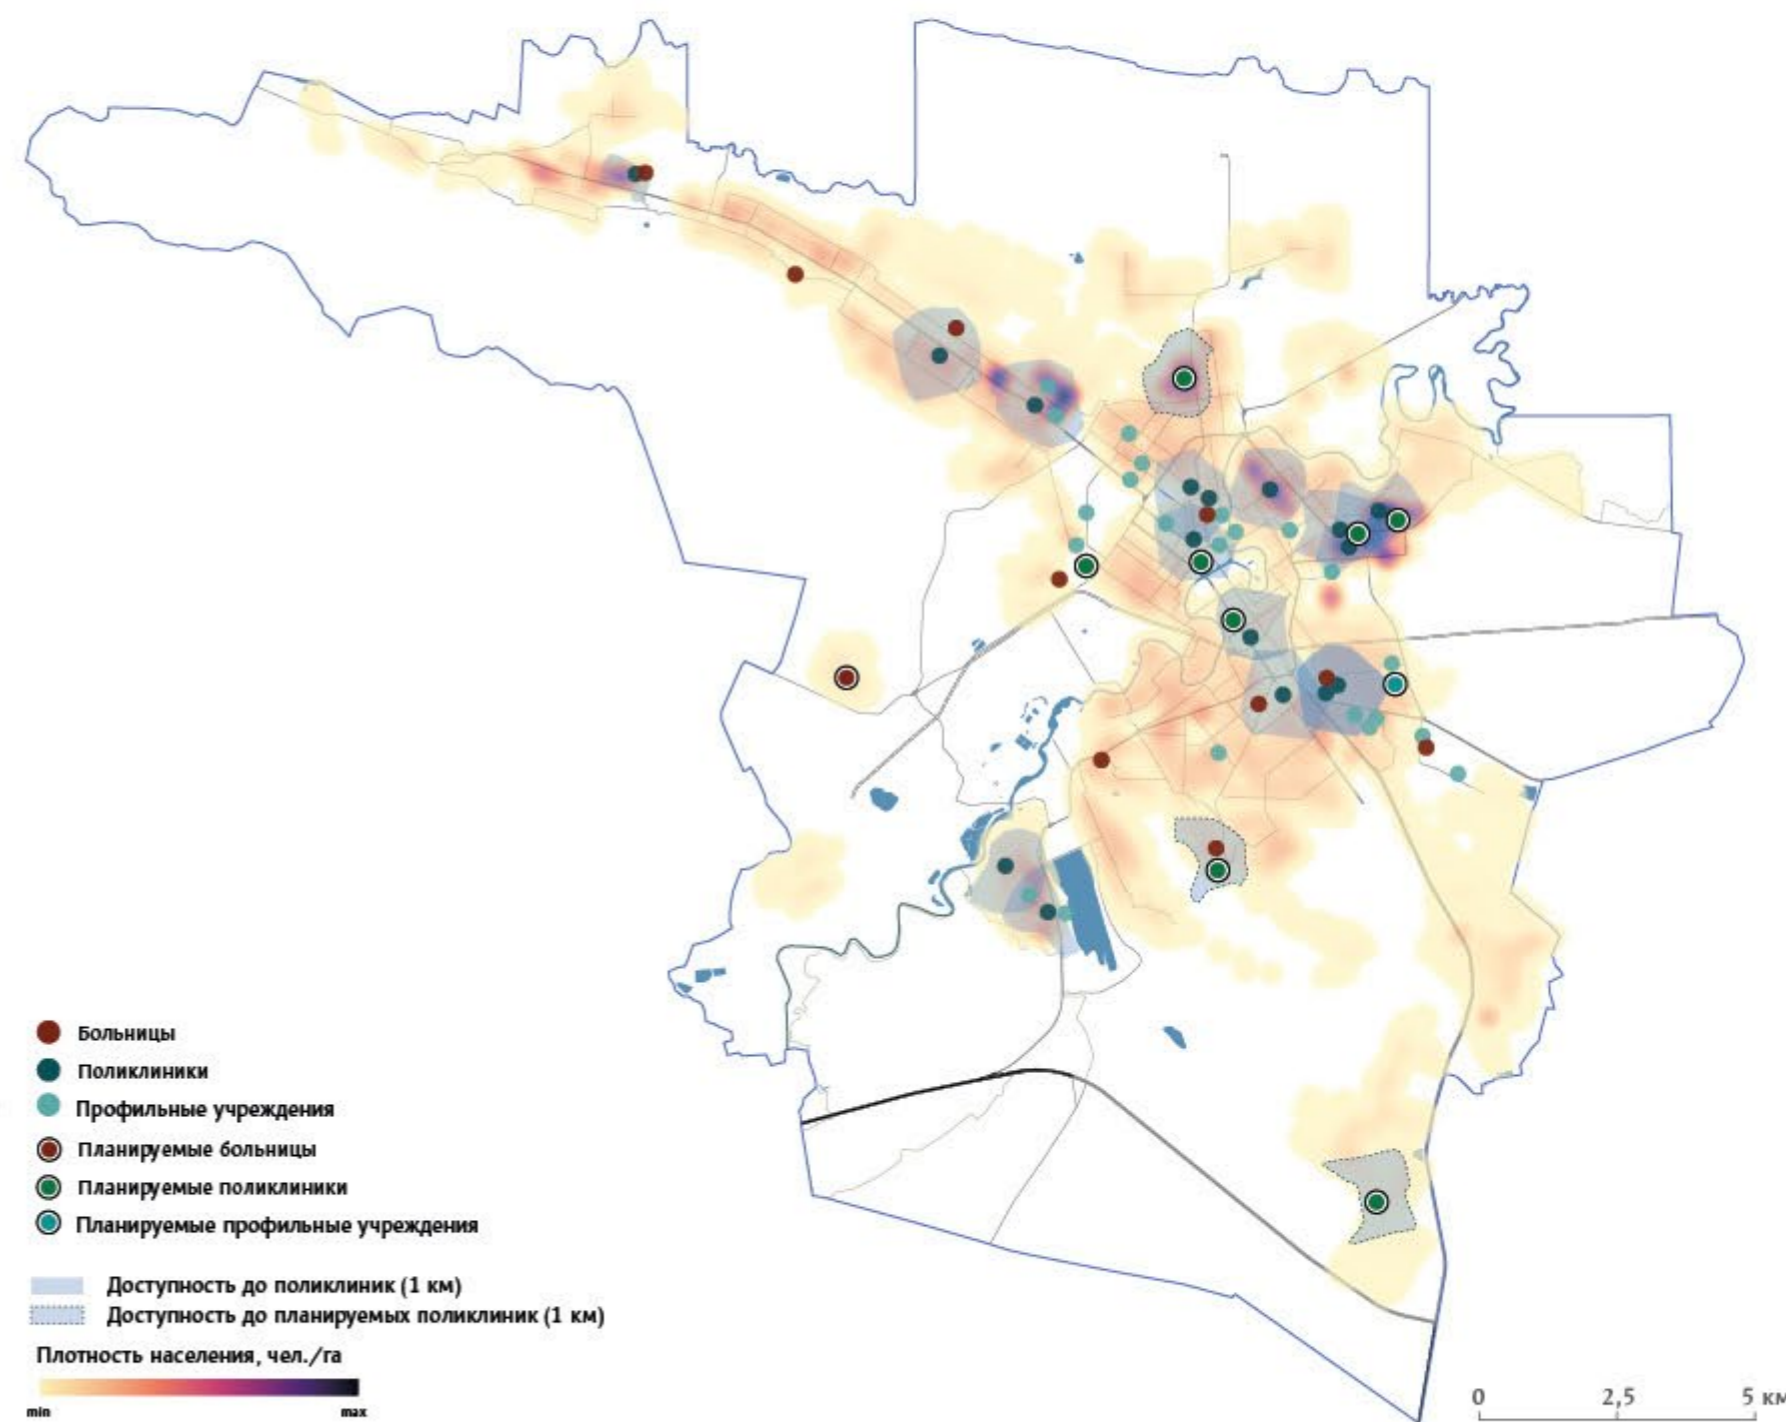 Больницы
Поликлиники
Профильные учреждения
Планируемые больницы
Планируемые поликлиники
Планируемые профильные учреждения
Доступность до поликлиник (1 км)
Доступность до планируемых поликлиник (1 км)
Плотность населения, чел./га
min max
0 2,5 5 км